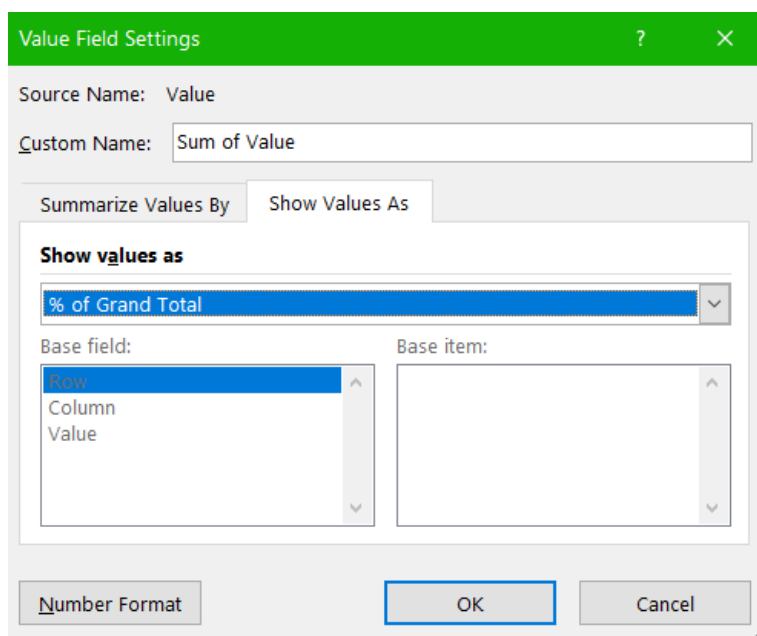 Value Field Settings ? ×
Source Name: Value
Custom Name: Sum of Value
Summarize Values By Show Values As
Show values as
% of Grand Total
Base field: Base item:
Row
Column
Value
Number Format OK Cancel